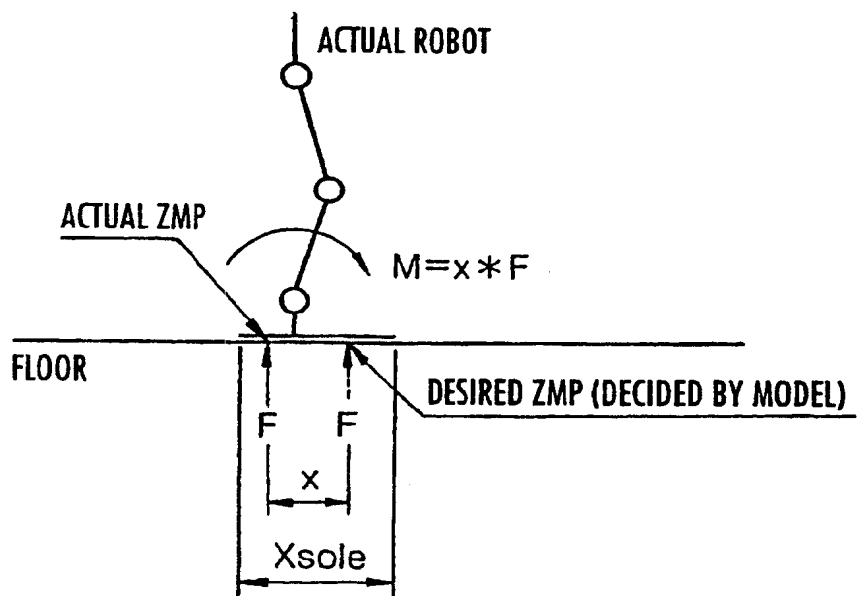 ACTUAL ROBOT
ACTUAL ZMP
M=x*F
FLOOR
DESIRED ZMP (DECIDED BY MODEL)
F F
x
Xsole